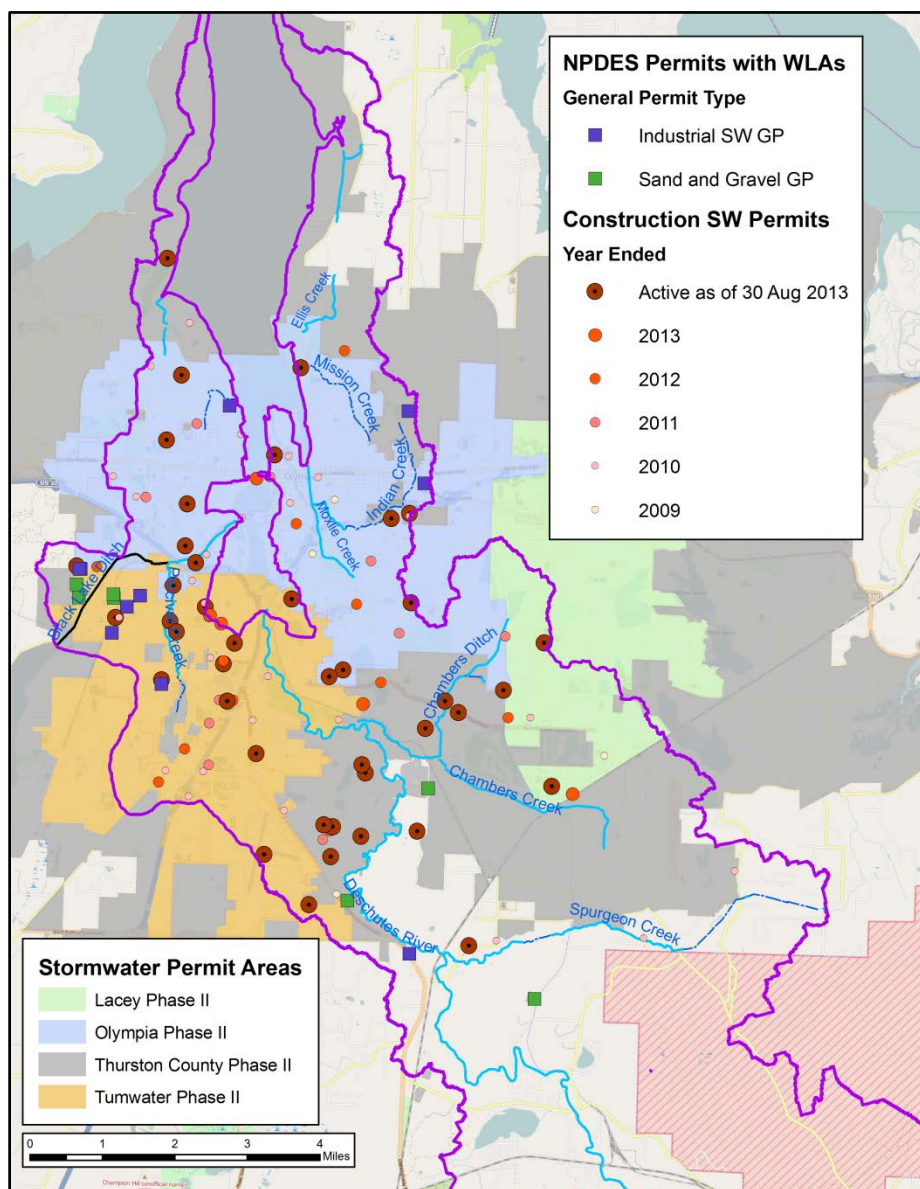 NPDES Permits with WLAs
General Permit Type
Industrial SW GP
Sand and Gravel GP
Construction SW Permits
Year Ended
Active as of 30 Aug 2013
2013
2012
2011
2010
2009
Ellis Creek
Mission Creek
Indian Creek
Moxlie Creek
Black Lake Ditch
Percival Creek
Chambers Ditch
Chambers Creek
Deschutes River
Spurgeon Creek
Stormwater Permit Areas
Lacey Phase II
Olympia Phase II
Thurston County Phase II
Tumwater Phase II
0 1 2 3 4
Miles